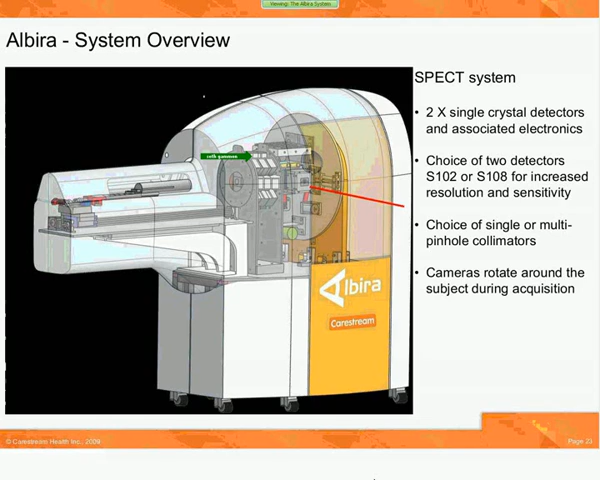 Viewing: The Albira System
Albira - System Overview
SPECT system
• 2 X single crystal detectors
and associated electronics
• Choice of two detectors
S102 or S108 for increased
resolution and sensitivity
• Choice of single or multi-
pinhole collimators
• Cameras rotate around the
subject during acquisition
Albira
Carestream
© Carestream Health Inc., 2009
Page 23